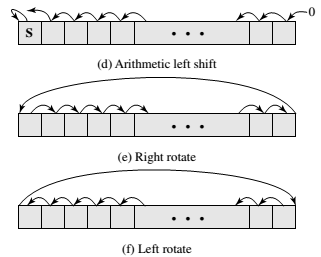 0
S
• • •
(d) Arithmetic left shift
• • •
(e) Right rotate
• • •
(f) Left rotate